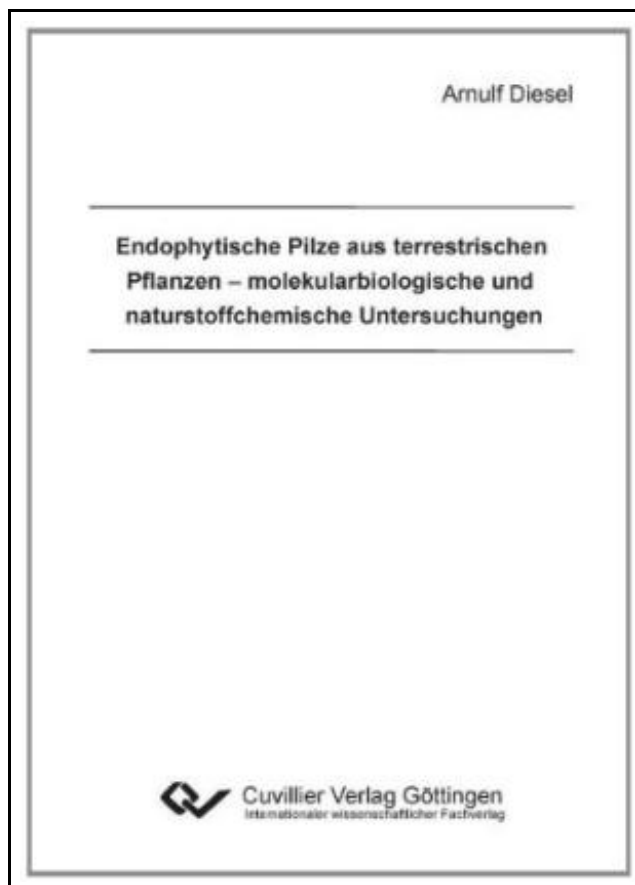 Arnulf Diesel
Endophytische Pilze aus terrestrischen
Pflanzen – molekularbiologische und
naturstoffchemische Untersuchungen
Cuvillier Verlag Göttingen
Internationaler wissenschaftlicher Fachverlag